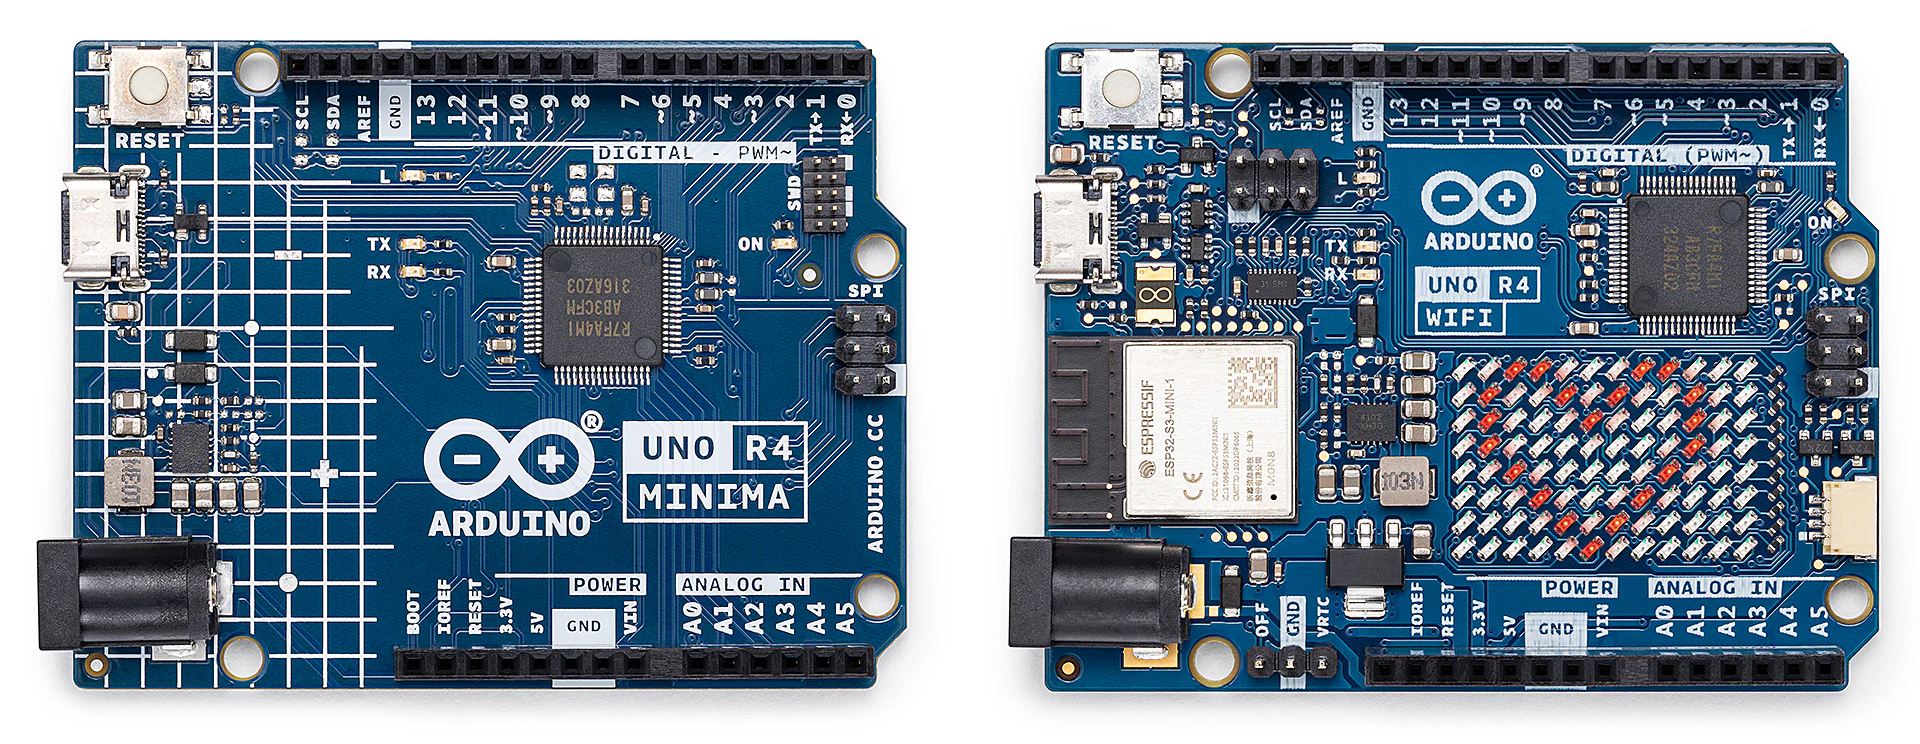 RESET
SCL
SDA
AREF
GND
13
12
~11
~10
~9
8
7
~6
~5
4
~3
2
TX→1
RX←0
DIGITAL - PWM~
L
SWD
TX
RX
ON
SPI
R7FA4M1
AB3CFM
316AZ03
ARDUINO
®
UNO R4
MINIMA
ARDUINO.CC
POWER
ANALOG IN
BOOT
IOREF
RESET
3.3V
5V
GND
VIN
A0
A1
A2
A3
A4
A5
RESET
SCL
SDA
AREF
GND
13
12
~11
~10
~9
8
7
~6
~5
4
~3
2
TX→1
RX←0
DIGITAL (PWM~)
L
TX
RX
®
ARDUINO
UNO R4
WIFI
ON
SPI
ESPRESSIF
ESP32-S3-MINI-1
CE
103N
POWER
ANALOG IN
OFF
GND
VRTC
IOREF
RESET
3.3V
5V
GND
VIN
A0
A1
A2
A3
A4
A5